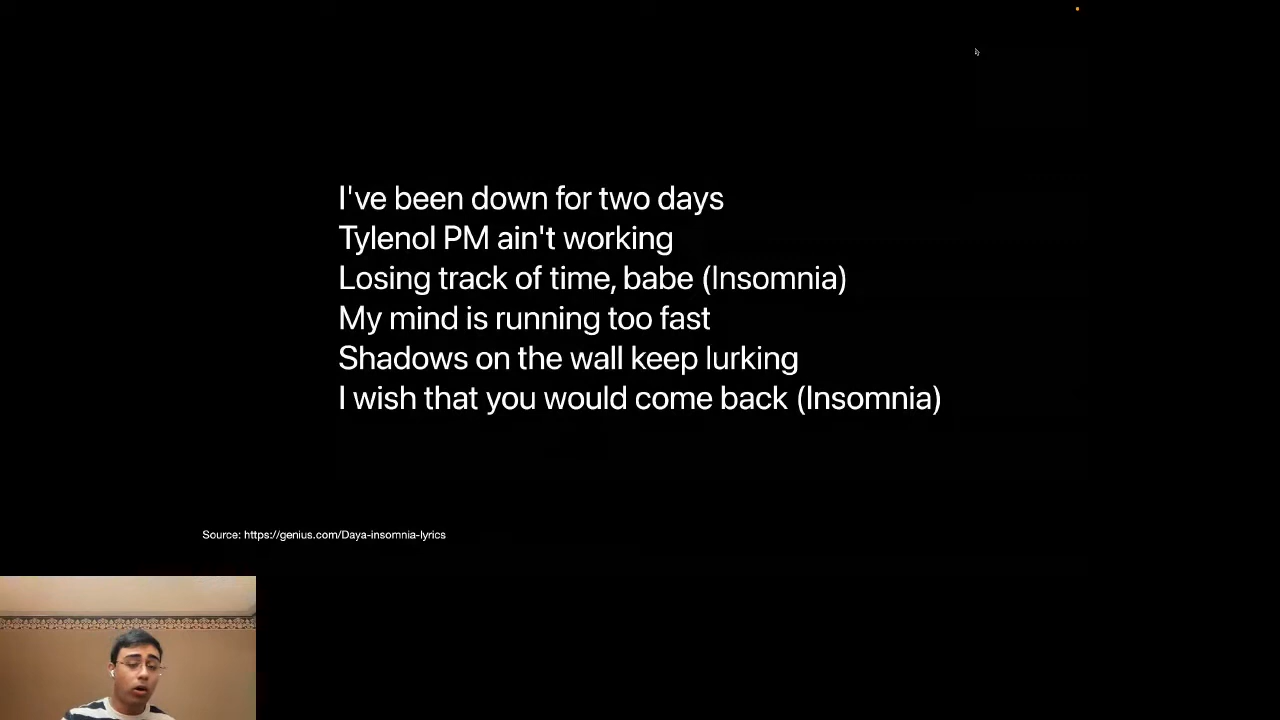 I've been down for two days
Tylenol PM ain't working
Losing track of time, babe (Insomnia)
My mind is running too fast
Shadows on the wall keep lurking
I wish that you would come back (Insomnia)
Source: https://genius.com/Daya-insomnia-lyrics